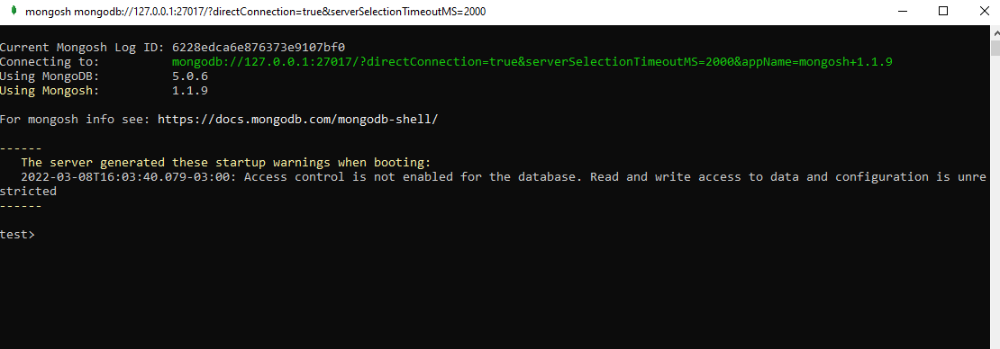 mongosh mongodb://127.0.0.1:27017/?directConnection=true&serverSelectionTimeoutMS=2000
Current Mongosh Log ID: 6228edca6e876373e9107bf0
Connecting to: mongodb://127.0.0.1:27017/?directConnection=true&serverSelectionTimeoutMS=2000&appName=mongosh+1.1.9
Using MongoDB: 5.0.6
Using Mongosh: 1.1.9
For mongosh info see: https://docs.mongodb.com/mongodb-shell/
------
The server generated these startup warnings when booting:
2022-03-08T16:03:40.079-03:00: Access control is not enabled for the database. Read and write access to data and configuration is unre
stricted
------
test>